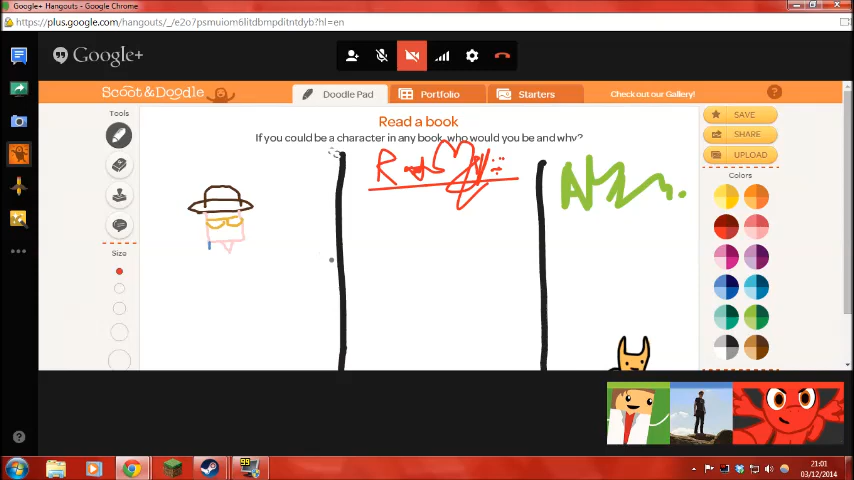 Google+ Hangouts - Google Chrome
https://plus.google.com/hangouts/_/e2o7psmuiom6litdbmpditntdyb?hl=en
Google+
Scoot&Doodle
Doodle Pad
Portfolio
Starters
Check out our Gallery!
?
Tools
Read a book
If you could be a character in any book, who would you be and why?
SAVE
SHARE
UPLOAD
Colors
Size
?
99
21:01
03/12/2014